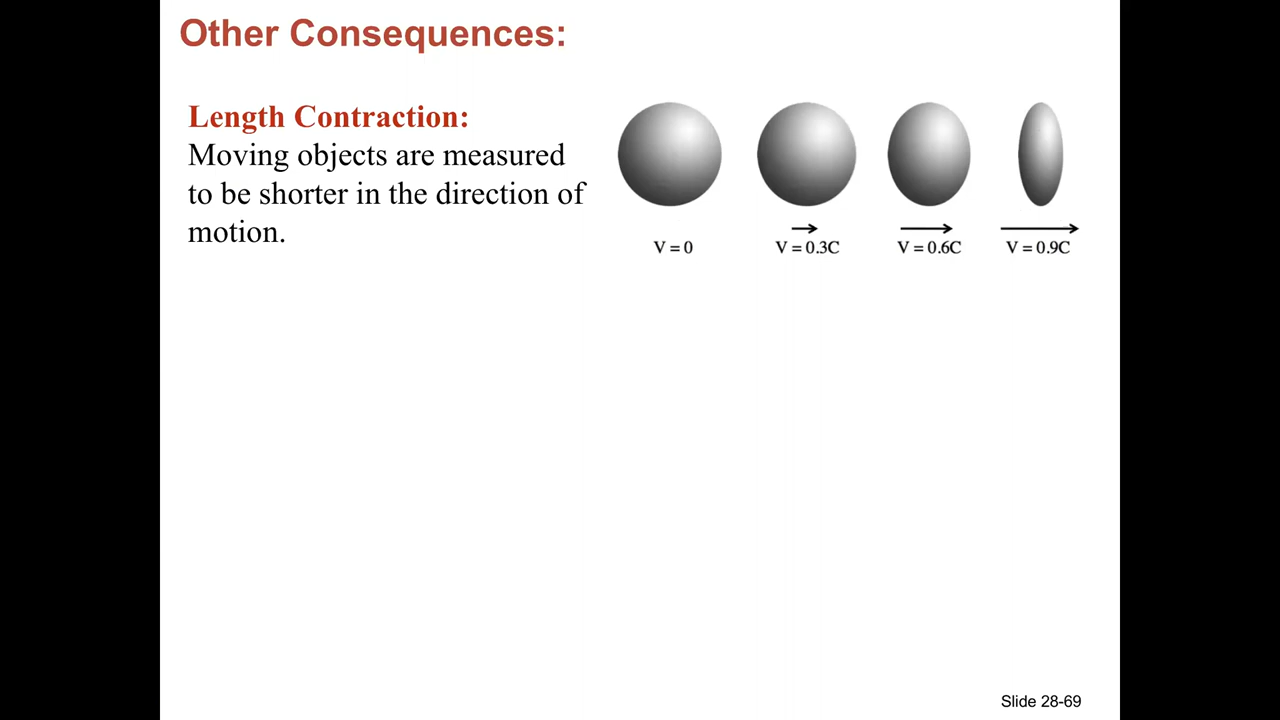 Other Consequences:
Length Contraction:
Moving objects are measured
to be shorter in the direction of
motion.
V = 0
V = 0.3C
V = 0.6C
V = 0.9C
Slide 28-69